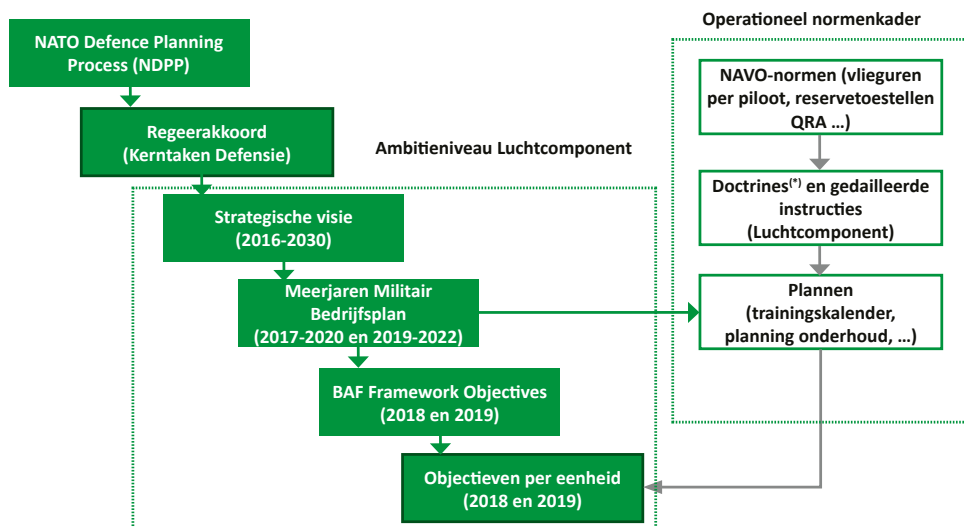 Operationeel normenkader
NATO Defence Planning
Process (NDPP)
Regeerakkoord
(Kerntaken Defensie)
Ambitieniveau Luchtcomponent
Strategische visie
(2016-2030)
Meerjaren Militair
Bedrijfsplan
(2017-2020 en 2019-2022)
BAF Framework Objectives
(2018 en 2019)
Objectieven per eenheid
(2018 en 2019)
NAVO-normen (vlieguren
per piloot, reservetoestellen
QRA ...)
Doctrines(*) en gedailleerde
instructies
(Luchtcomponent)
Plannen
(trainingskalender,
planning onderhoud, ...)